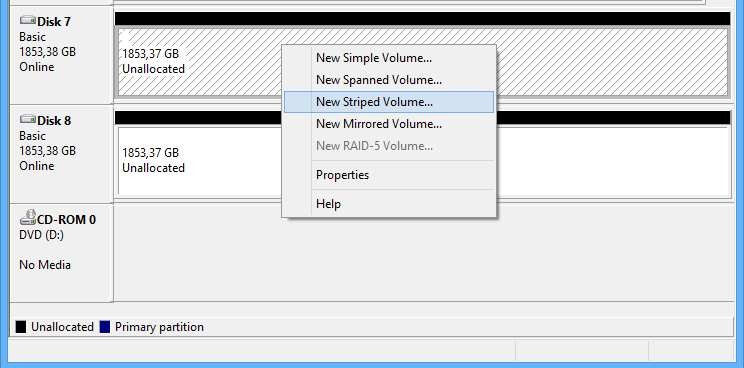 Disk 7
Basic
1853,38 GB
Online
1853,37 GB
Unallocated
New Simple Volume...
New Spanned Volume...
New Striped Volume...
New Mirrored Volume...
New RAID-5 Volume...
Properties
Help
Disk 8
Basic
1853,38 GB
Online
1853,37 GB
Unallocated
CD-ROM 0
DVD (D:)
No Media
Unallocated Primary partition